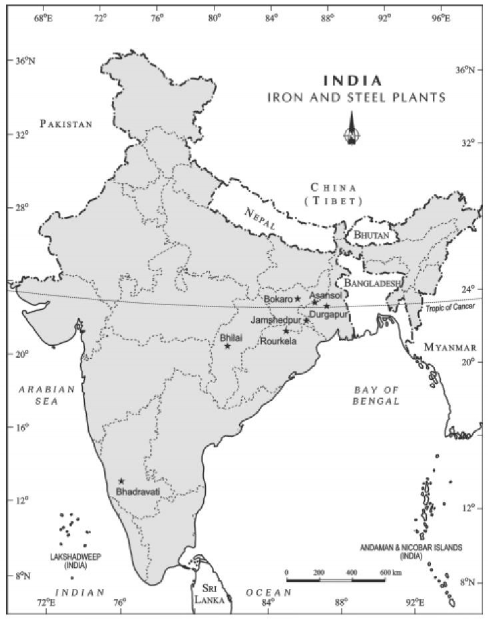 68°E 72° 76° 80° 84° 88° 92° 96°E
36°N
36°N
INDIA
IRON AND STEEL PLANTS
PAKISTAN
32°
32°
CHINA
(TIBET)
28°
NEPAL
BHUTAN
BANGLADESH
24°
Bokaro
Asansol
Durgapur
Tropic of Cancer
Jamshedpur
Bhilai
Rourkela
MYANMAR
20°
20°
ARABIAN
SEA
BAY OF
BENGAL
16°
16°
Bhadravati
12°
12°
LAKSHADWEEP
(INDIA)
ANDAMAN & NICOBAR ISLANDS
(INDIA)
0 200 400 600 km
8°N
8°N
INDIAN
SRI
LANKA
OCEAN
72°E 76° 84° 88° 92°E